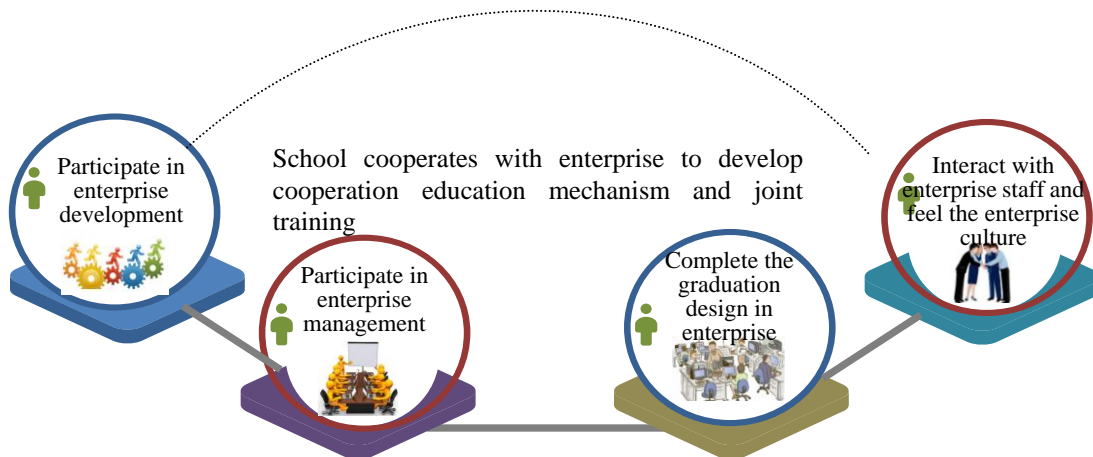 Participate in
enterprise
development
School cooperates with enterprise to develop
cooperation education mechanism and joint
training
Participate in
enterprise
management
Complete the
graduation
design in
enterprise
Interact with
enterprise staff and
feel the enterprise
culture